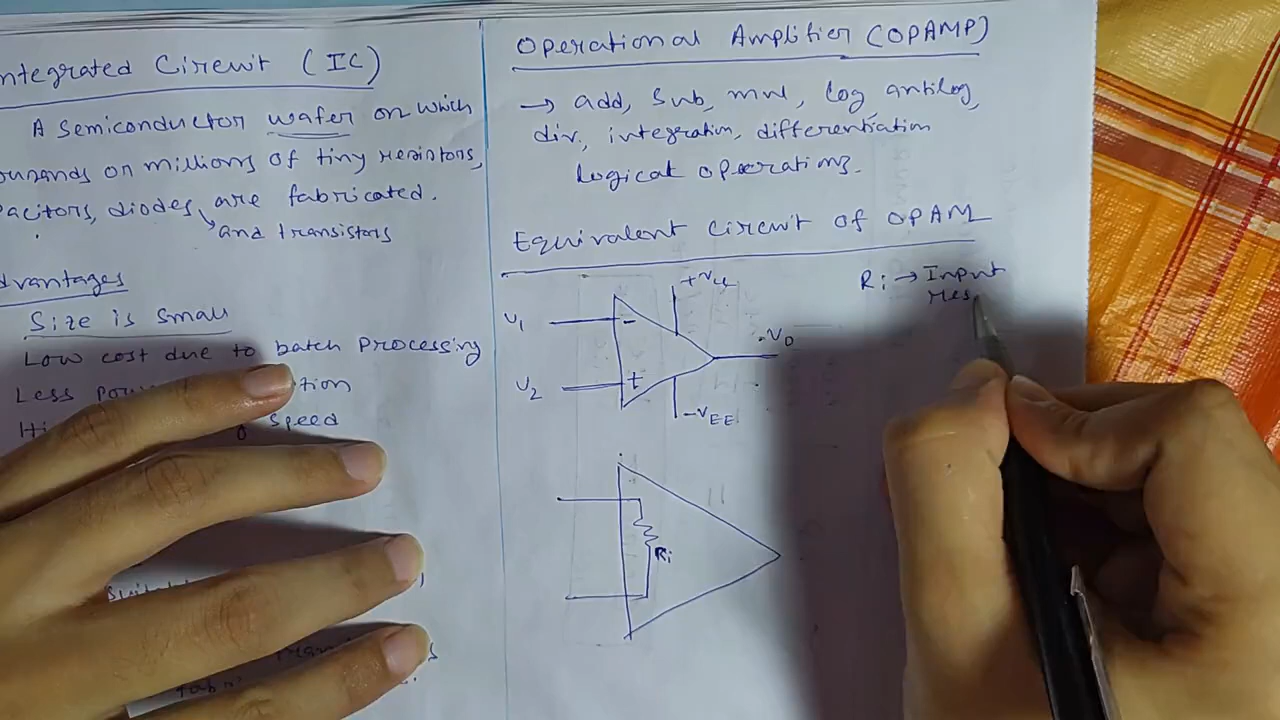 ntegrated Circuit (IC)
A Semiconductor wafer on which
ousands or millions of tiny resistors,
pacitors, diodes are fabricated.
and transistors
dvantages
Size is small
Low cost due to batch processing
Less
Speed
Operational Amplifier (OPAMP)
→ add, Sub, mul, log antilog,
div., integration, differentiation
Logical operations.
Equivalent Circuit of OPAM
+Vcc
V1
-
-V0
V2
+
-VEE
Ri
Ri → Input
res